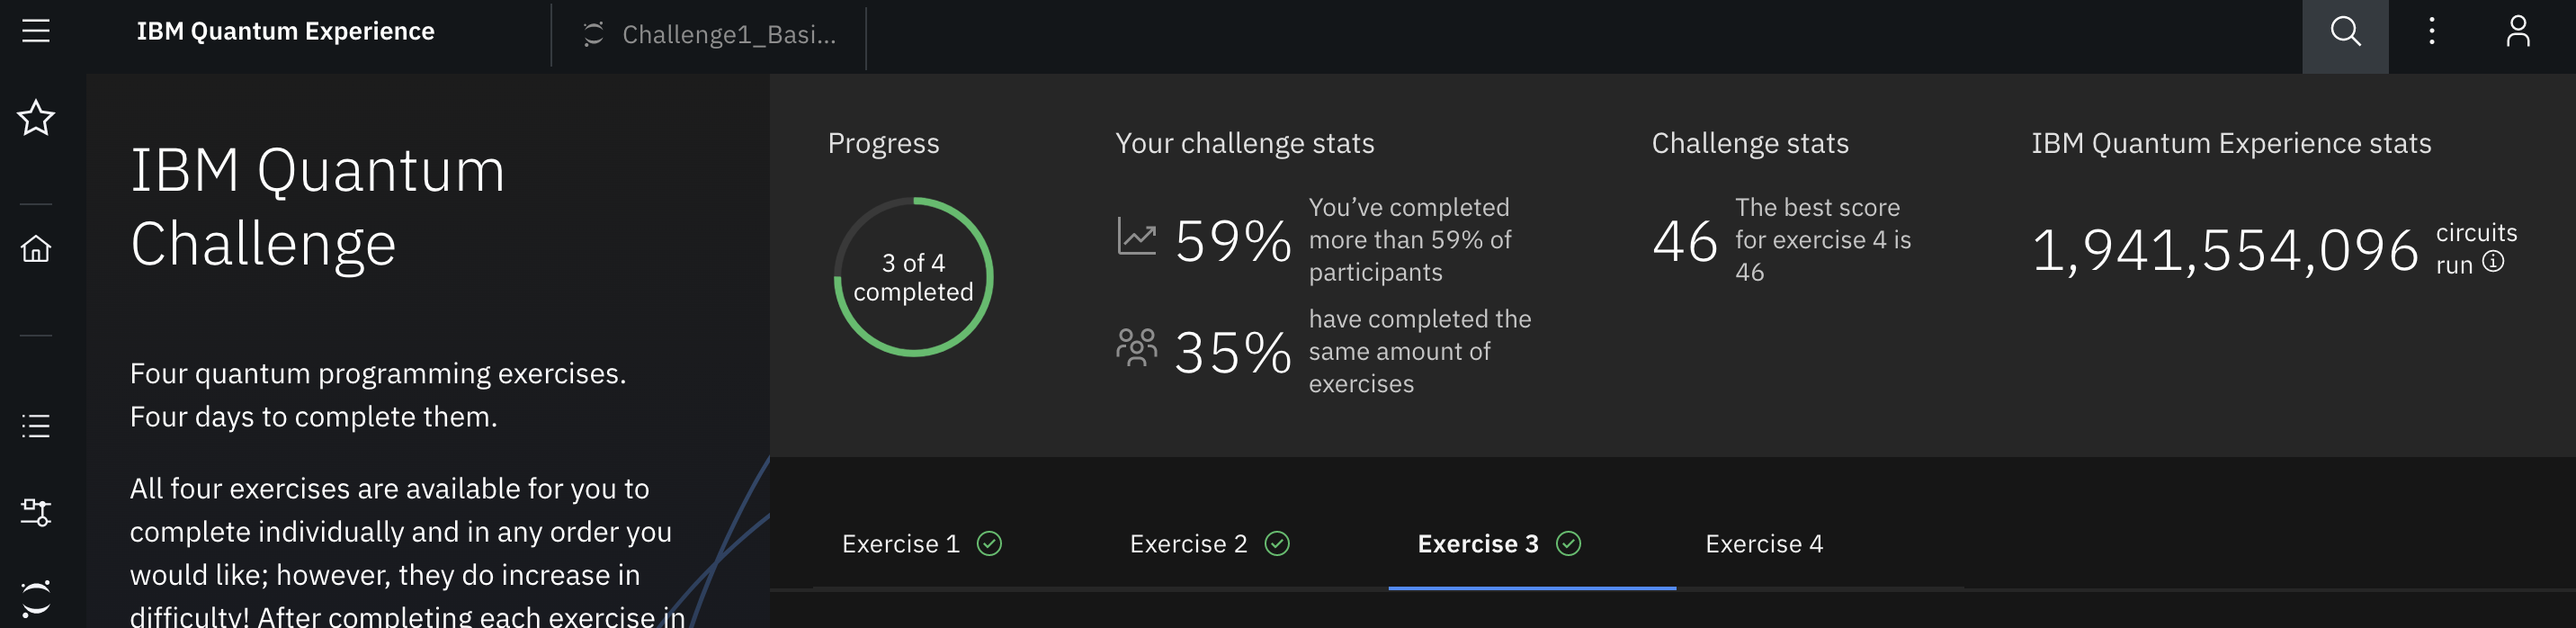 IBM Quantum Experience
Challenge1_Basi...
IBM Quantum
Challenge
Four quantum programming exercises.
Four days to complete them.
All four exercises are available for you to
complete individually and in any order you
would like; however, they do increase in
difficulty! After completing each exercise in
Progress
3 of 4
completed
Your challenge stats
59%
You’ve completed
more than 59% of
participants
35%
have completed the
same amount of
exercises
Challenge stats
46
The best score
for exercise 4 is
46
IBM Quantum Experience stats
1,941,554,096
circuits
run
Exercise 1
Exercise 2
Exercise 3
Exercise 4